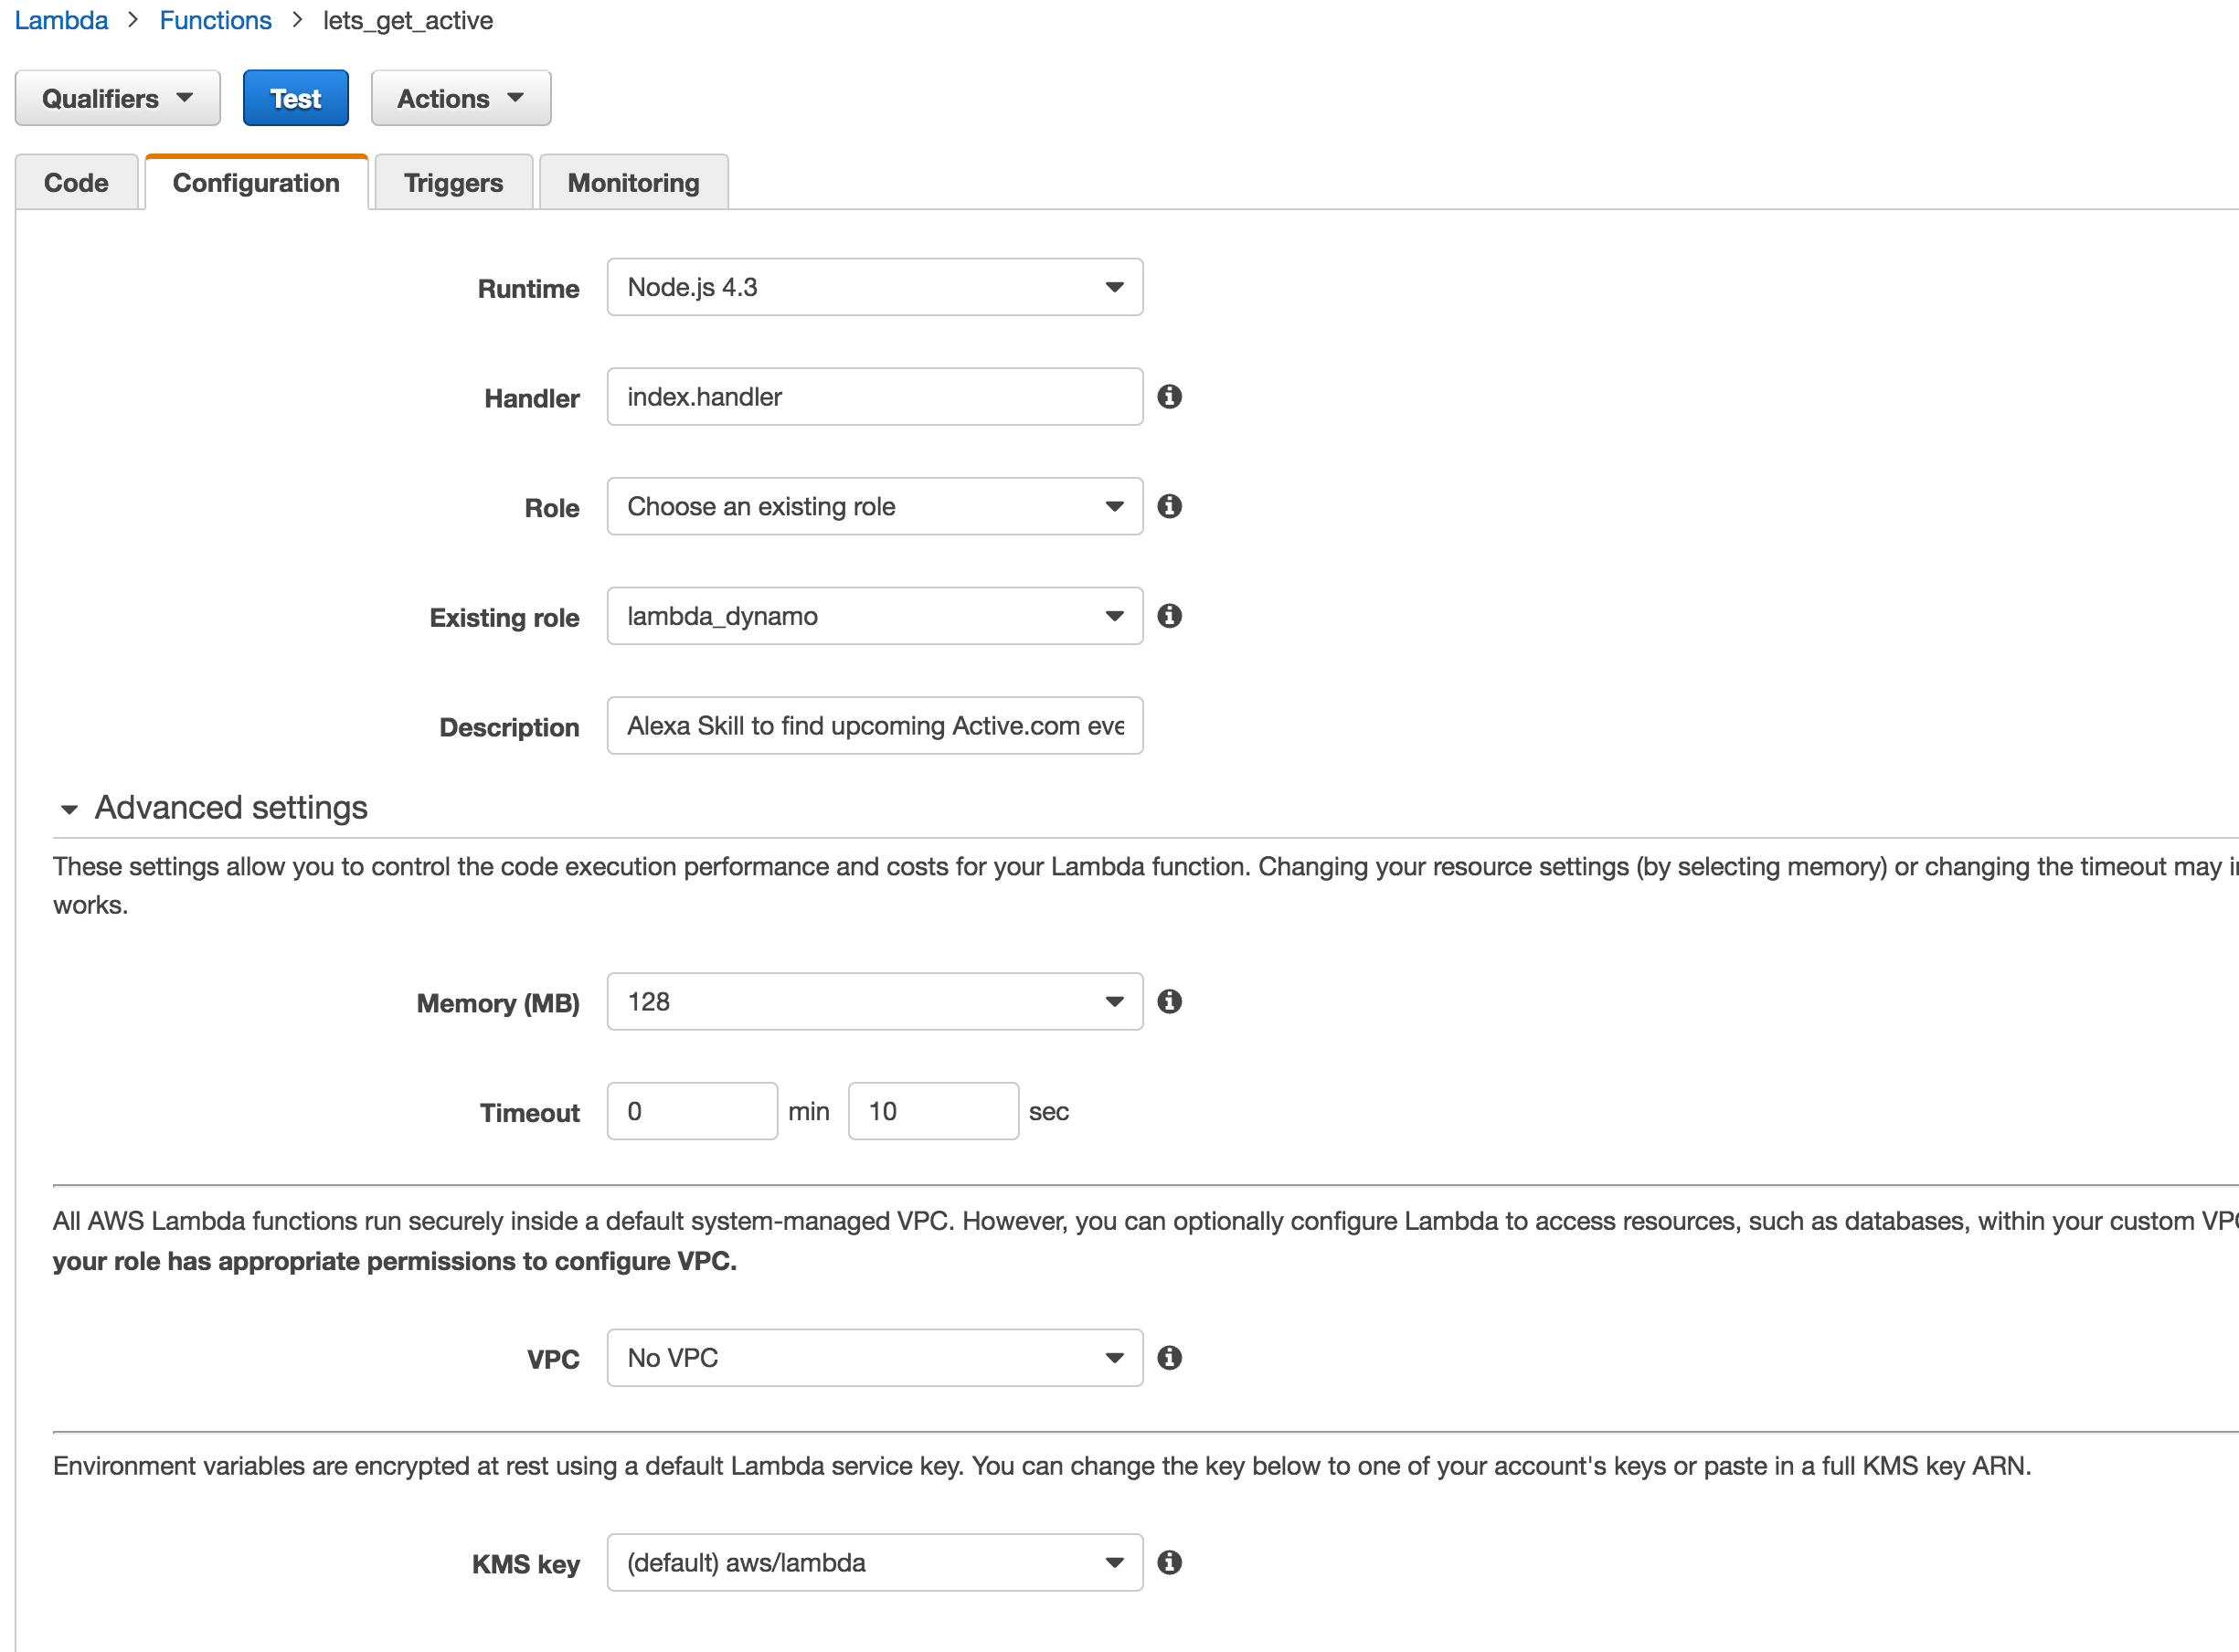 Lambda > Functions > lets_get_active
Qualifiers Test Actions
Code Configuration Triggers Monitoring
Runtime Node.js 4.3
Handler index.handler
Role Choose an existing role
Existing role lambda_dynamo
Description Alexa Skill to find upcoming Active.com eve
Advanced settings
These settings allow you to control the code execution performance and costs for your Lambda function. Changing your resource settings (by selecting memory) or changing the timeout may
works.
Memory (MB) 128
Timeout 0 min 10 sec
All AWS Lambda functions run securely inside a default system-managed VPC. However, you can optionally configure Lambda to access resources, such as databases, within your custom
your role has appropriate permissions to configure VPC.
VPC No VPC
Environment variables are encrypted at rest using a default Lambda service key. You can change the key below to one of your account's keys or paste in a full KMS key ARN.
KMS key (default) aws/lambda